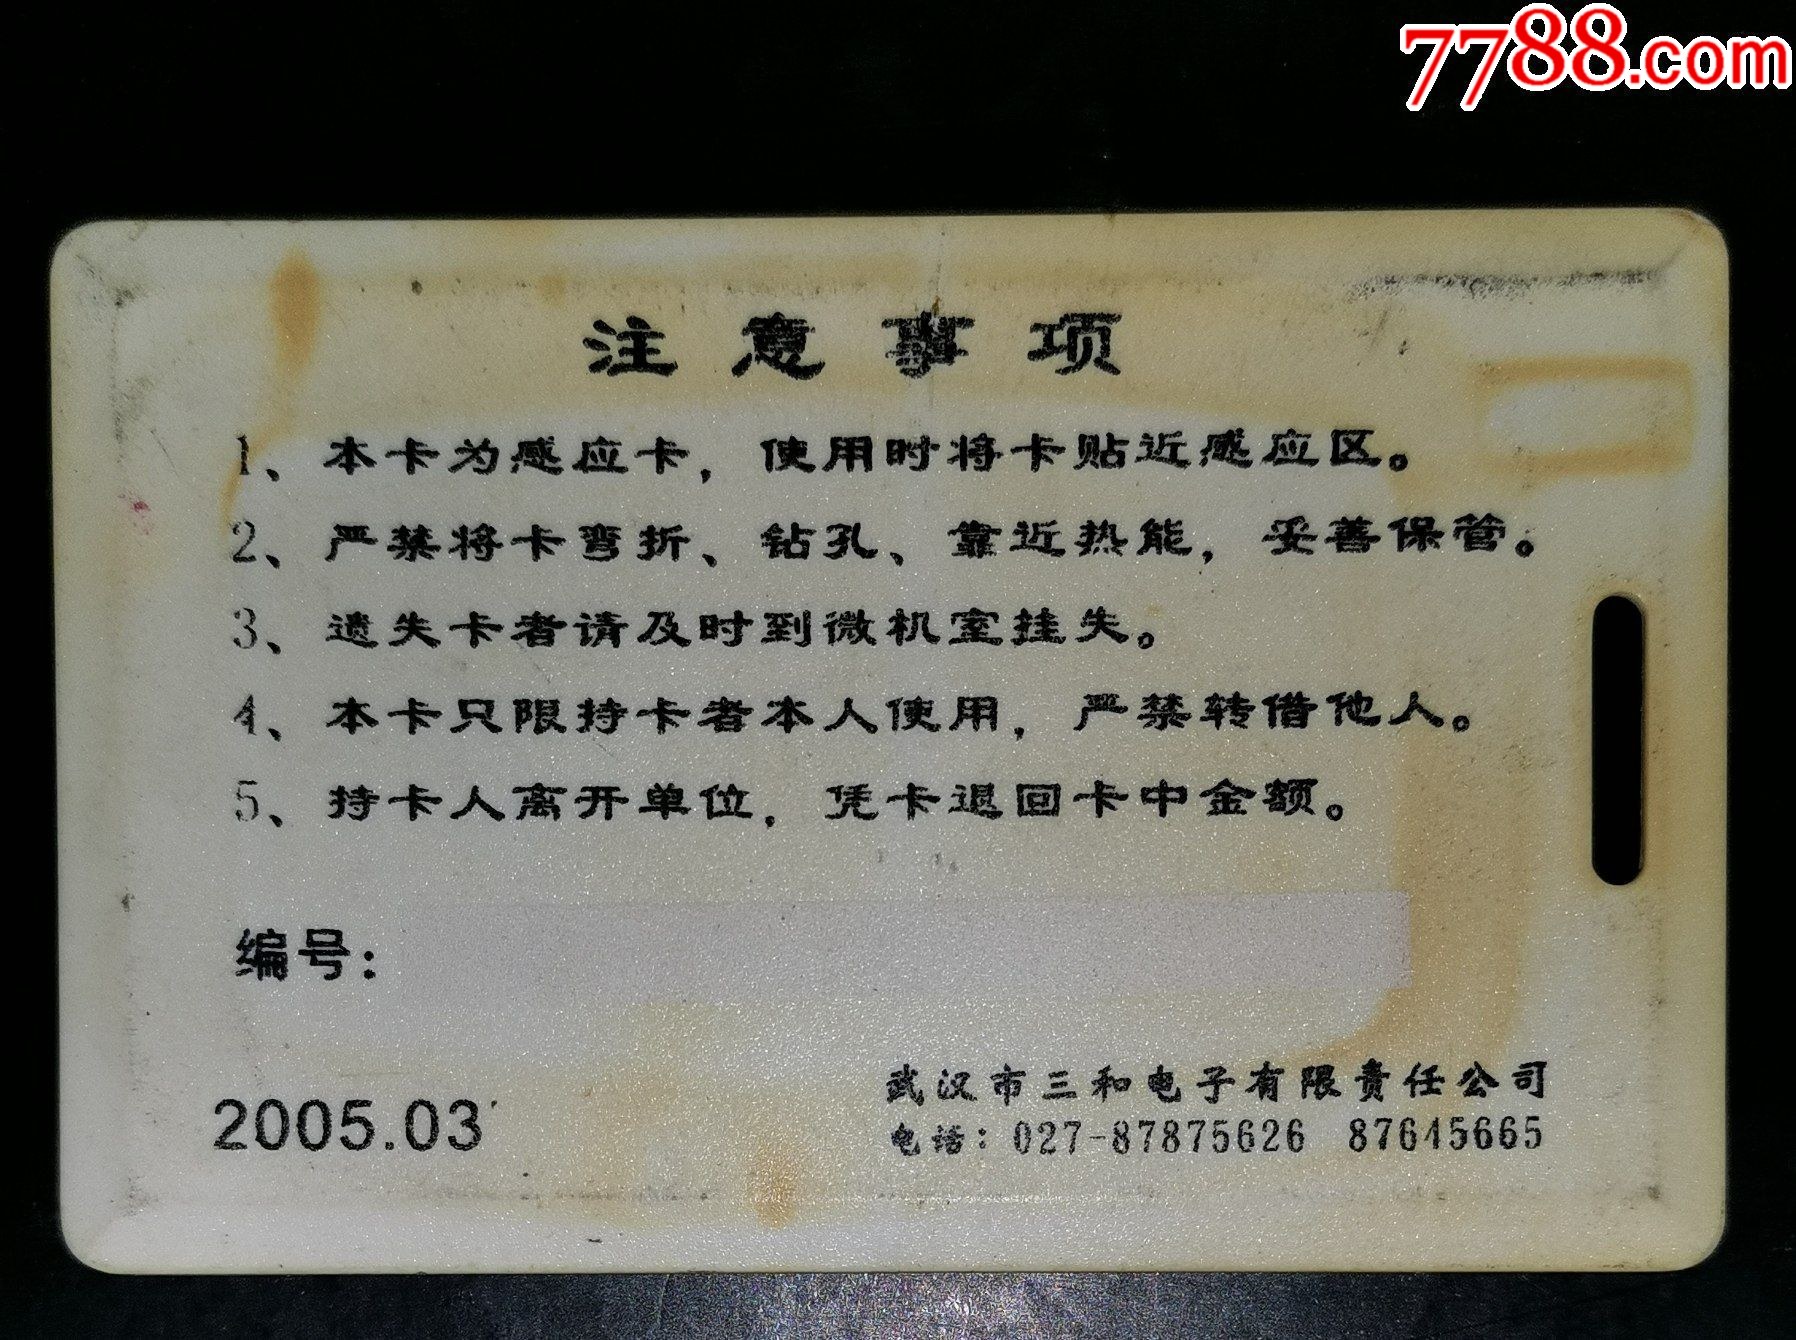 7788.com
注意事项
1、本卡为感应卡，使用时将卡贴近感应区。
2、严禁将卡弯折、钻孔、靠近热能，妥善保管。
3、遗失卡者请及时到微机室挂失。
4、本卡只限持卡者本人使用，严禁转借他人。
5、持卡人离开单位，凭卡退回卡中金额。
编号：
武汉市三和电子有限责任公司
2005.03
电话：027-87875626 87645665